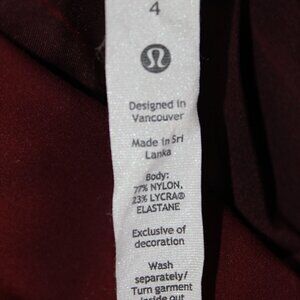 4
Designed in
Vancouver
Made in Sri
Lanka
Body:
77% NYLON,
23% LYCRA®
ELASTANE
Exclusive of
decoration
Wash
separately/
Turn garment
inside out